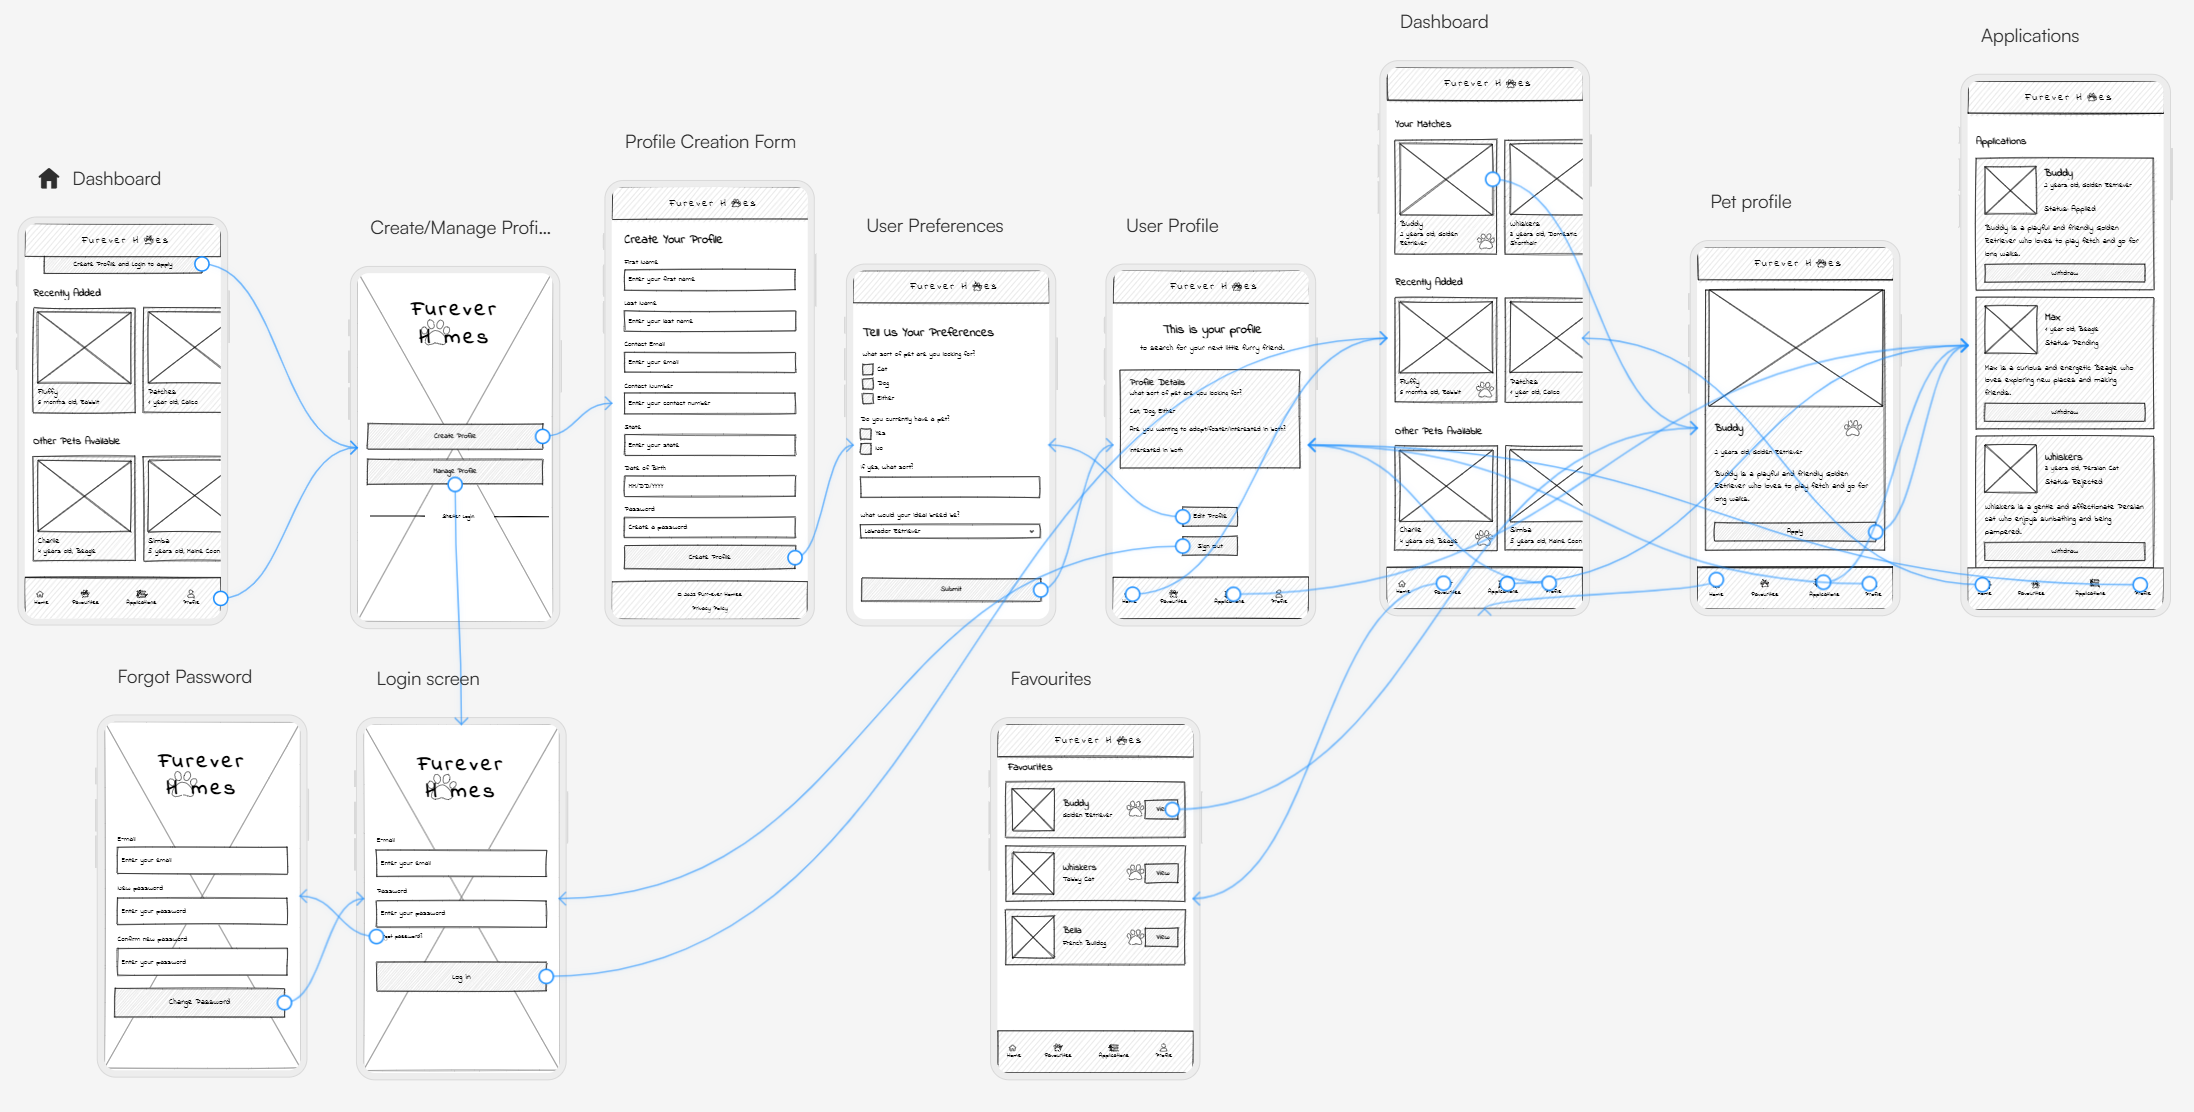 Dashboard
Furever H mes
Create Profile and Login to apply
Recently Added
Fluffy
5 months old, Rabbit
Patches
1 year old, Calico
Other Pets Available
Charlie
4 years old, Beagle
Simba
5 years old, Maine Coon
Home
Favourites
Applications
Profile
Create/Manage Profi...
Furever
H mes
Create Profile
Manage Profile
Shelter Login
Profile Creation Form
Furever H mes
Create Your Profile
First Name
Enter your first name
Last Name
Enter your last name
Contact Email
Enter your email
Contact Number
Enter your contact number
State
Enter your state
Date of Birth
MM/DD/YYYY
Password
Create a password
Create Profile
Privacy Policy
User Preferences
Furever H mes
Tell Us Your Preferences
What sort of pet are you looking for?
Cat
Dog
Either
Do you currently have a pet?
Yes
No
If yes, what sort?
What would your ideal breed be?
Labrador Retriever
Submit
User Profile
Furever H mes
This is your profile
to search for your next little furry friend.
Profile Details
What sort of pet are you looking for?
Cat, Dog, Either
Are you wanting to adopt/foster/interested in both?
Interested in both
Edit Profile
Sign out
Home
Favourites
Applications
Profile
Dashboard
Furever H mes
Your Matches
Buddy
2 years old, Golden
Retriever
Whiskers
3 years old, Domestic
Shorthair
Recently Added
Fluffy
5 months old, Rabbit
Patches
1 year old, Calico
Other Pets Available
Charlie
4 years old, Beagle
Simba
5 years old, Maine Coon
Home
Favourites
Applications
Profile
Pet profile
Furever H mes
Buddy
2 years old, Golden Retriever
Buddy is a playful and friendly Golden
Retriever who loves to play fetch and go for
long walks.
Apply
Home
Favourites
Applications
Profile
Applications
Furever H mes
Applications
Buddy
2 years old, Golden Retriever
Status: Applied
Buddy is a playful and friendly Golden
Retriever who loves to play fetch and go for
long walks.
Withdraw
Max
1 year old, Beagle
Status: Pending
Max is a curious and energetic Beagle who
loves exploring new places and making
friends.
Withdraw
Whiskers
3 years old, Persian Cat
Status: Rejected
Whiskers is a gentle and affectionate Persian
cat who enjoys sunbathing and being
pampered.
Withdraw
Home
Favourites
Applications
Profile
Forgot Password
Furever
H mes
E-mail
Enter your email
New password
Enter your password
Confirm new password
Enter your password
Change Password
Login screen
Furever
H mes
E-mail
Enter your email
Password
Enter your password
password?
Log in
Favourites
Furever H mes
Favourites
Buddy
Golden Retriever
View
Whiskers
Tabby Cat
View
Bella
French Bulldog
View
Home
Favourites
Applications
Profile